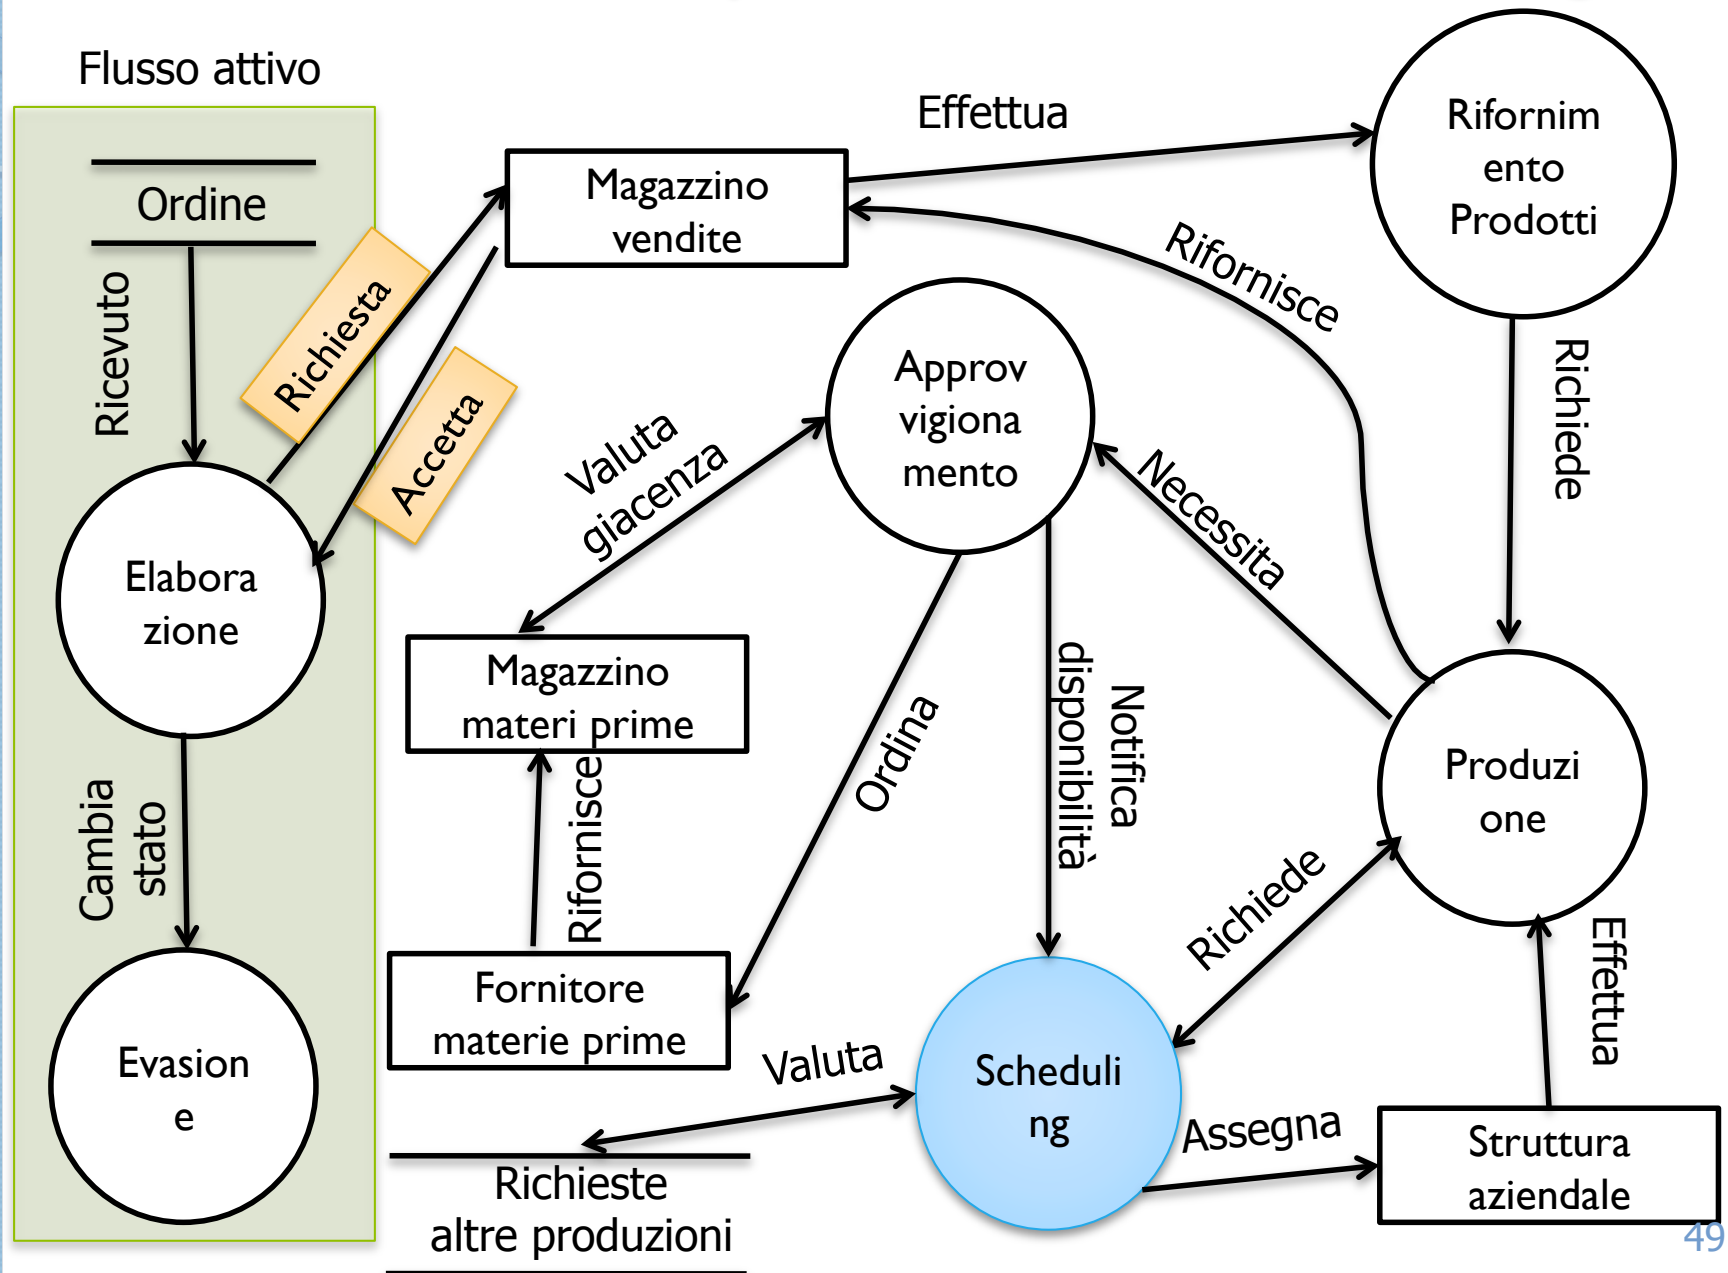 Flusso attivo
Ordine
Ricevuto
Elabora
zione
Cambia
stato
Evasion
e
Richiesta
Accetta
Magazzino
vendite
Effettua
Rifornim
ento
Prodotti
Rifornisce
Richiede
Approv
vigiona
mento
Valuta
giacenza
Necessita
Magazzino
materi prime
Rifornisce
Ordina
Notifica
disponibilità
Produzi
one
Fornitore
materie prime
Richiede
Effettua
Valuta
Scheduli
ng
Assegna
Struttura
aziendale
Richieste
altre produzioni
49